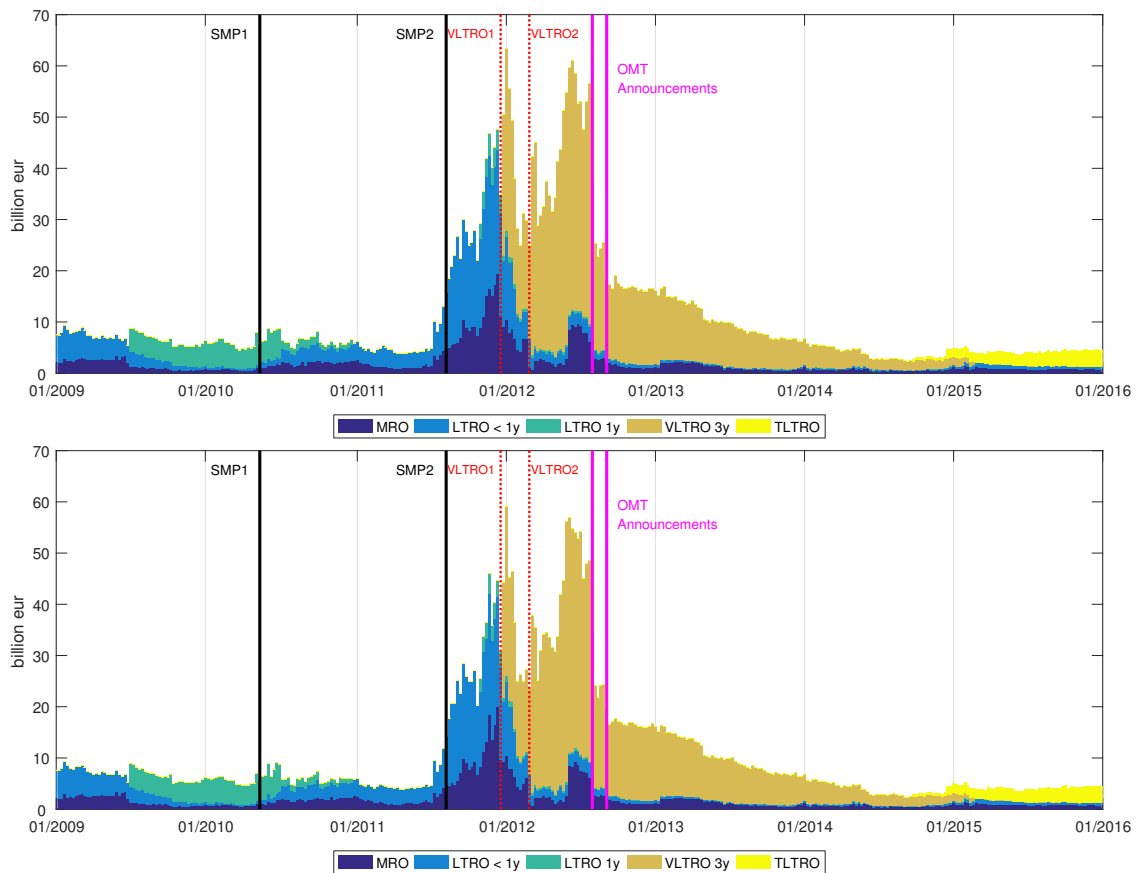 70
60
50
40
30
20
10
0
billion eur
SMP1
SMP2
VLTRO1
VLTRO2
OMT
Announcements
01/2009 01/2010 01/2011 01/2012 01/2013 01/2014 01/2015 01/2016
MRO LTRO < 1y LTRO 1y VLTRO 3y TLTRO
70
60
50
40
30
20
10
0
billion eur
SMP1
SMP2
VLTRO1
VLTRO2
OMT
Announcements
01/2009 01/2010 01/2011 01/2012 01/2013 01/2014 01/2015 01/2016
MRO LTRO < 1y LTRO 1y VLTRO 3y TLTRO